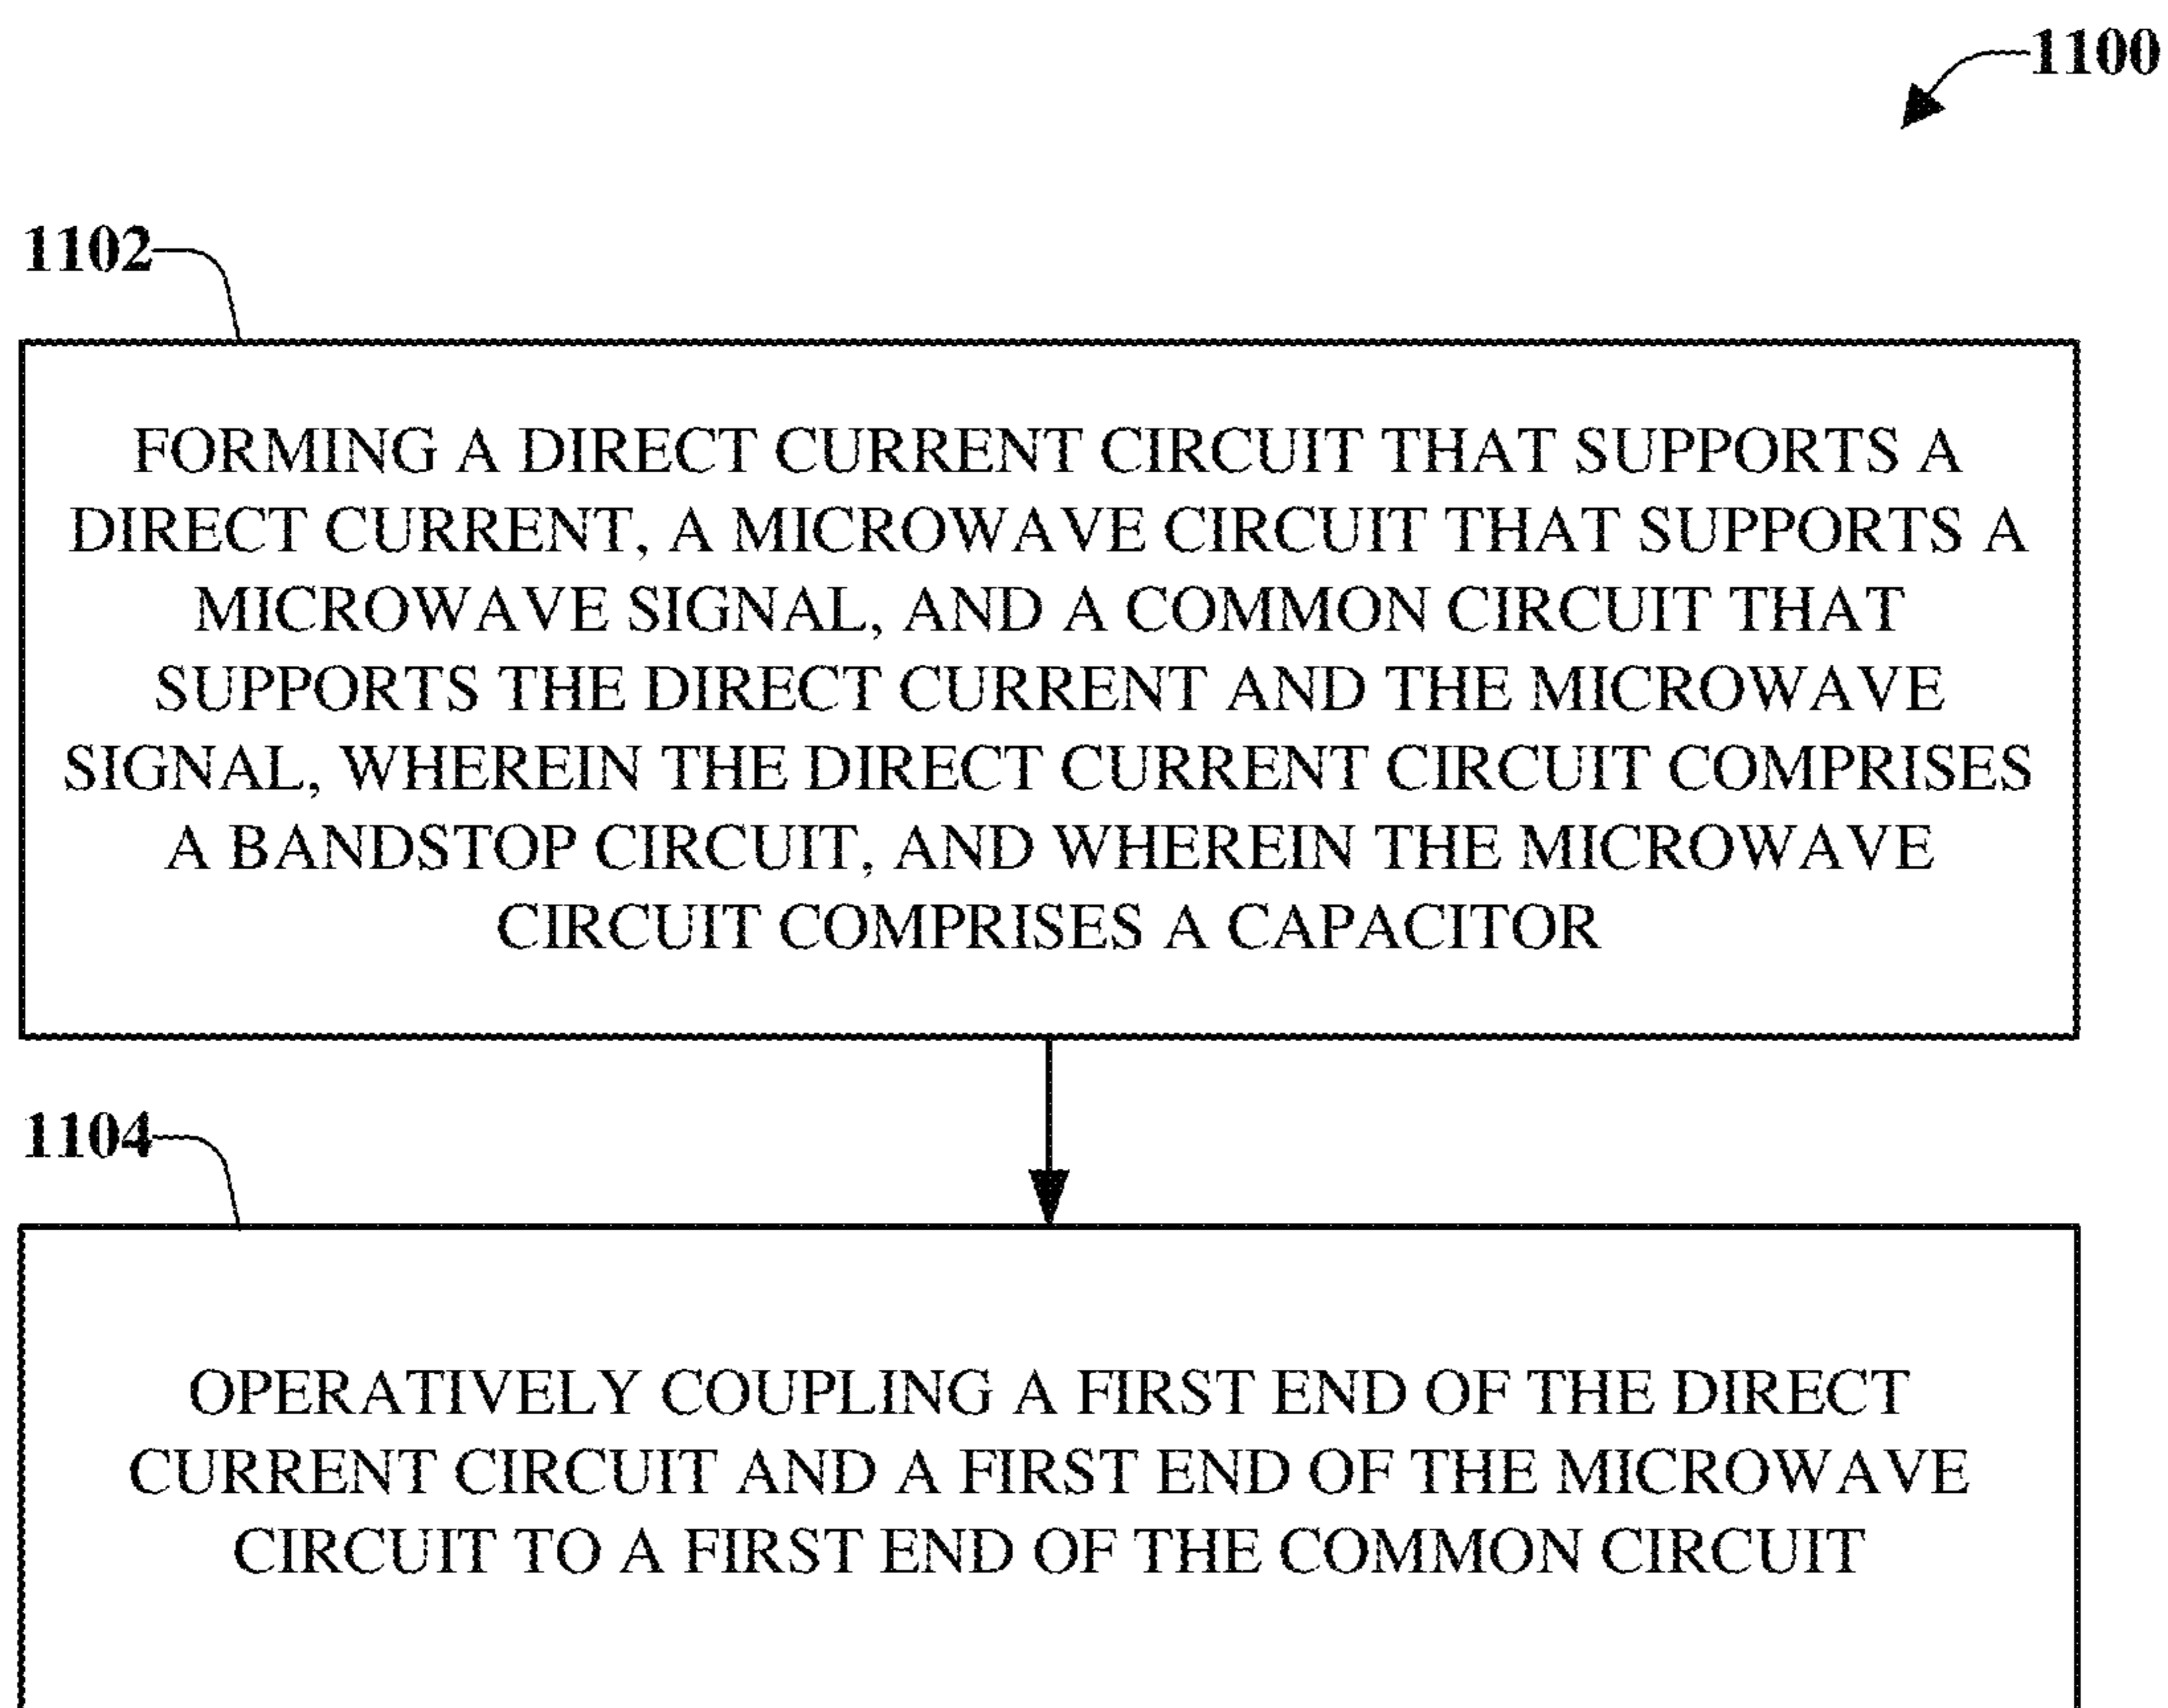 1100
1102
FORMING A DIRECT CURRENT CIRCUIT THAT SUPPORTS A
DIRECT CURRENT, A MICROWAVE CIRCUIT THAT SUPPORTS A
MICROWAVE SIGNAL, AND A COMMON CIRCUIT THAT
SUPPORTS THE DIRECT CURRENT AND THE MICROWAVE
SIGNAL, WHEREIN THE DIRECT CURRENT CIRCUIT COMPRISES
A BANDSTOP CIRCUIT, AND WHEREIN THE MICROWAVE
CIRCUIT COMPRISES A CAPACITOR
1104
OPERATIVELY COUPLING A FIRST END OF THE DIRECT
CURRENT CIRCUIT AND A FIRST END OF THE MICROWAVE
CIRCUIT TO A FIRST END OF THE COMMON CIRCUIT